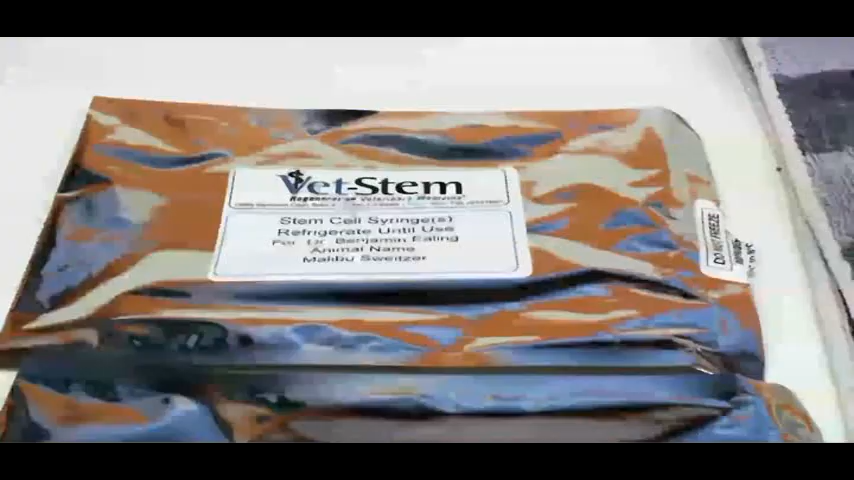 Vet-Stem
Regenerative Veterinary Medicine
Stem Cell Syringe(s)
Refrigerate Until Use
For Dr. Benjamin Ealing
Animal Name
Malibu Sweitzer
DO NOT FREEZE